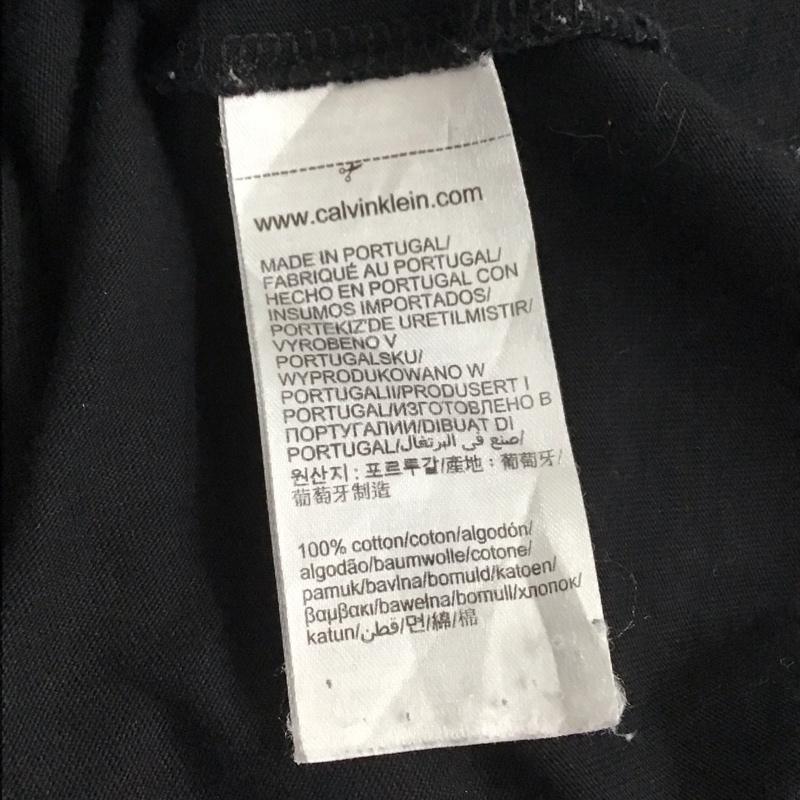 www.calvinklein.com
MADE IN PORTUGAL/
FABRIQUÉ AU PORTUGAL/
HECHO EN PORTUGAL CON
INSUMOS IMPORTADOS/
PORTEKIZ'DE URETILMISTIR/
VYROBENO V
PORTUGALSKU/
WYPRODUKOWANO W
PORTUGALII/PRODUSERT I
PORTUGAL/ИЗГОТОВЛЕНО В
ПОРТУГАЛИИ/DIBUAT DI
PORTUGAL/صنع في البرتغال/
원산지 : 포르투갈/產地 : 葡萄牙/
葡萄牙制造
100% cotton/coton/algodón/
algodão/baumwolle/cotone/
pamuk/bavlna/bomuld/katoen/
βαμβακι/bawełna/bomull/хлопок/
katun/قطن/면/綿/棉